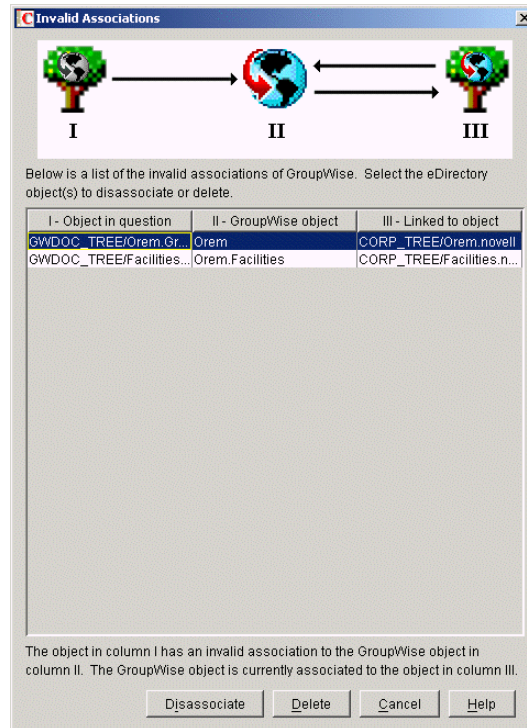 Invalid Associations
I II III
Below is a list of the invalid associations of GroupWise. Select the eDirectory
object(s) to disassociate or delete.
I - Object in question II - GroupWise object III - Linked to object
GWDOC_TREE/Orem.Gr... Orem CORP_TREE/Orem.novell
GWDOC_TREE/Facilities... Orem.Facilities CORP_TREE/Facilities.n...
The object in column I has an invalid association to the GroupWise object in
column II. The GroupWise object is currently associated to the object in column III.
Disassociate Delete Cancel Help